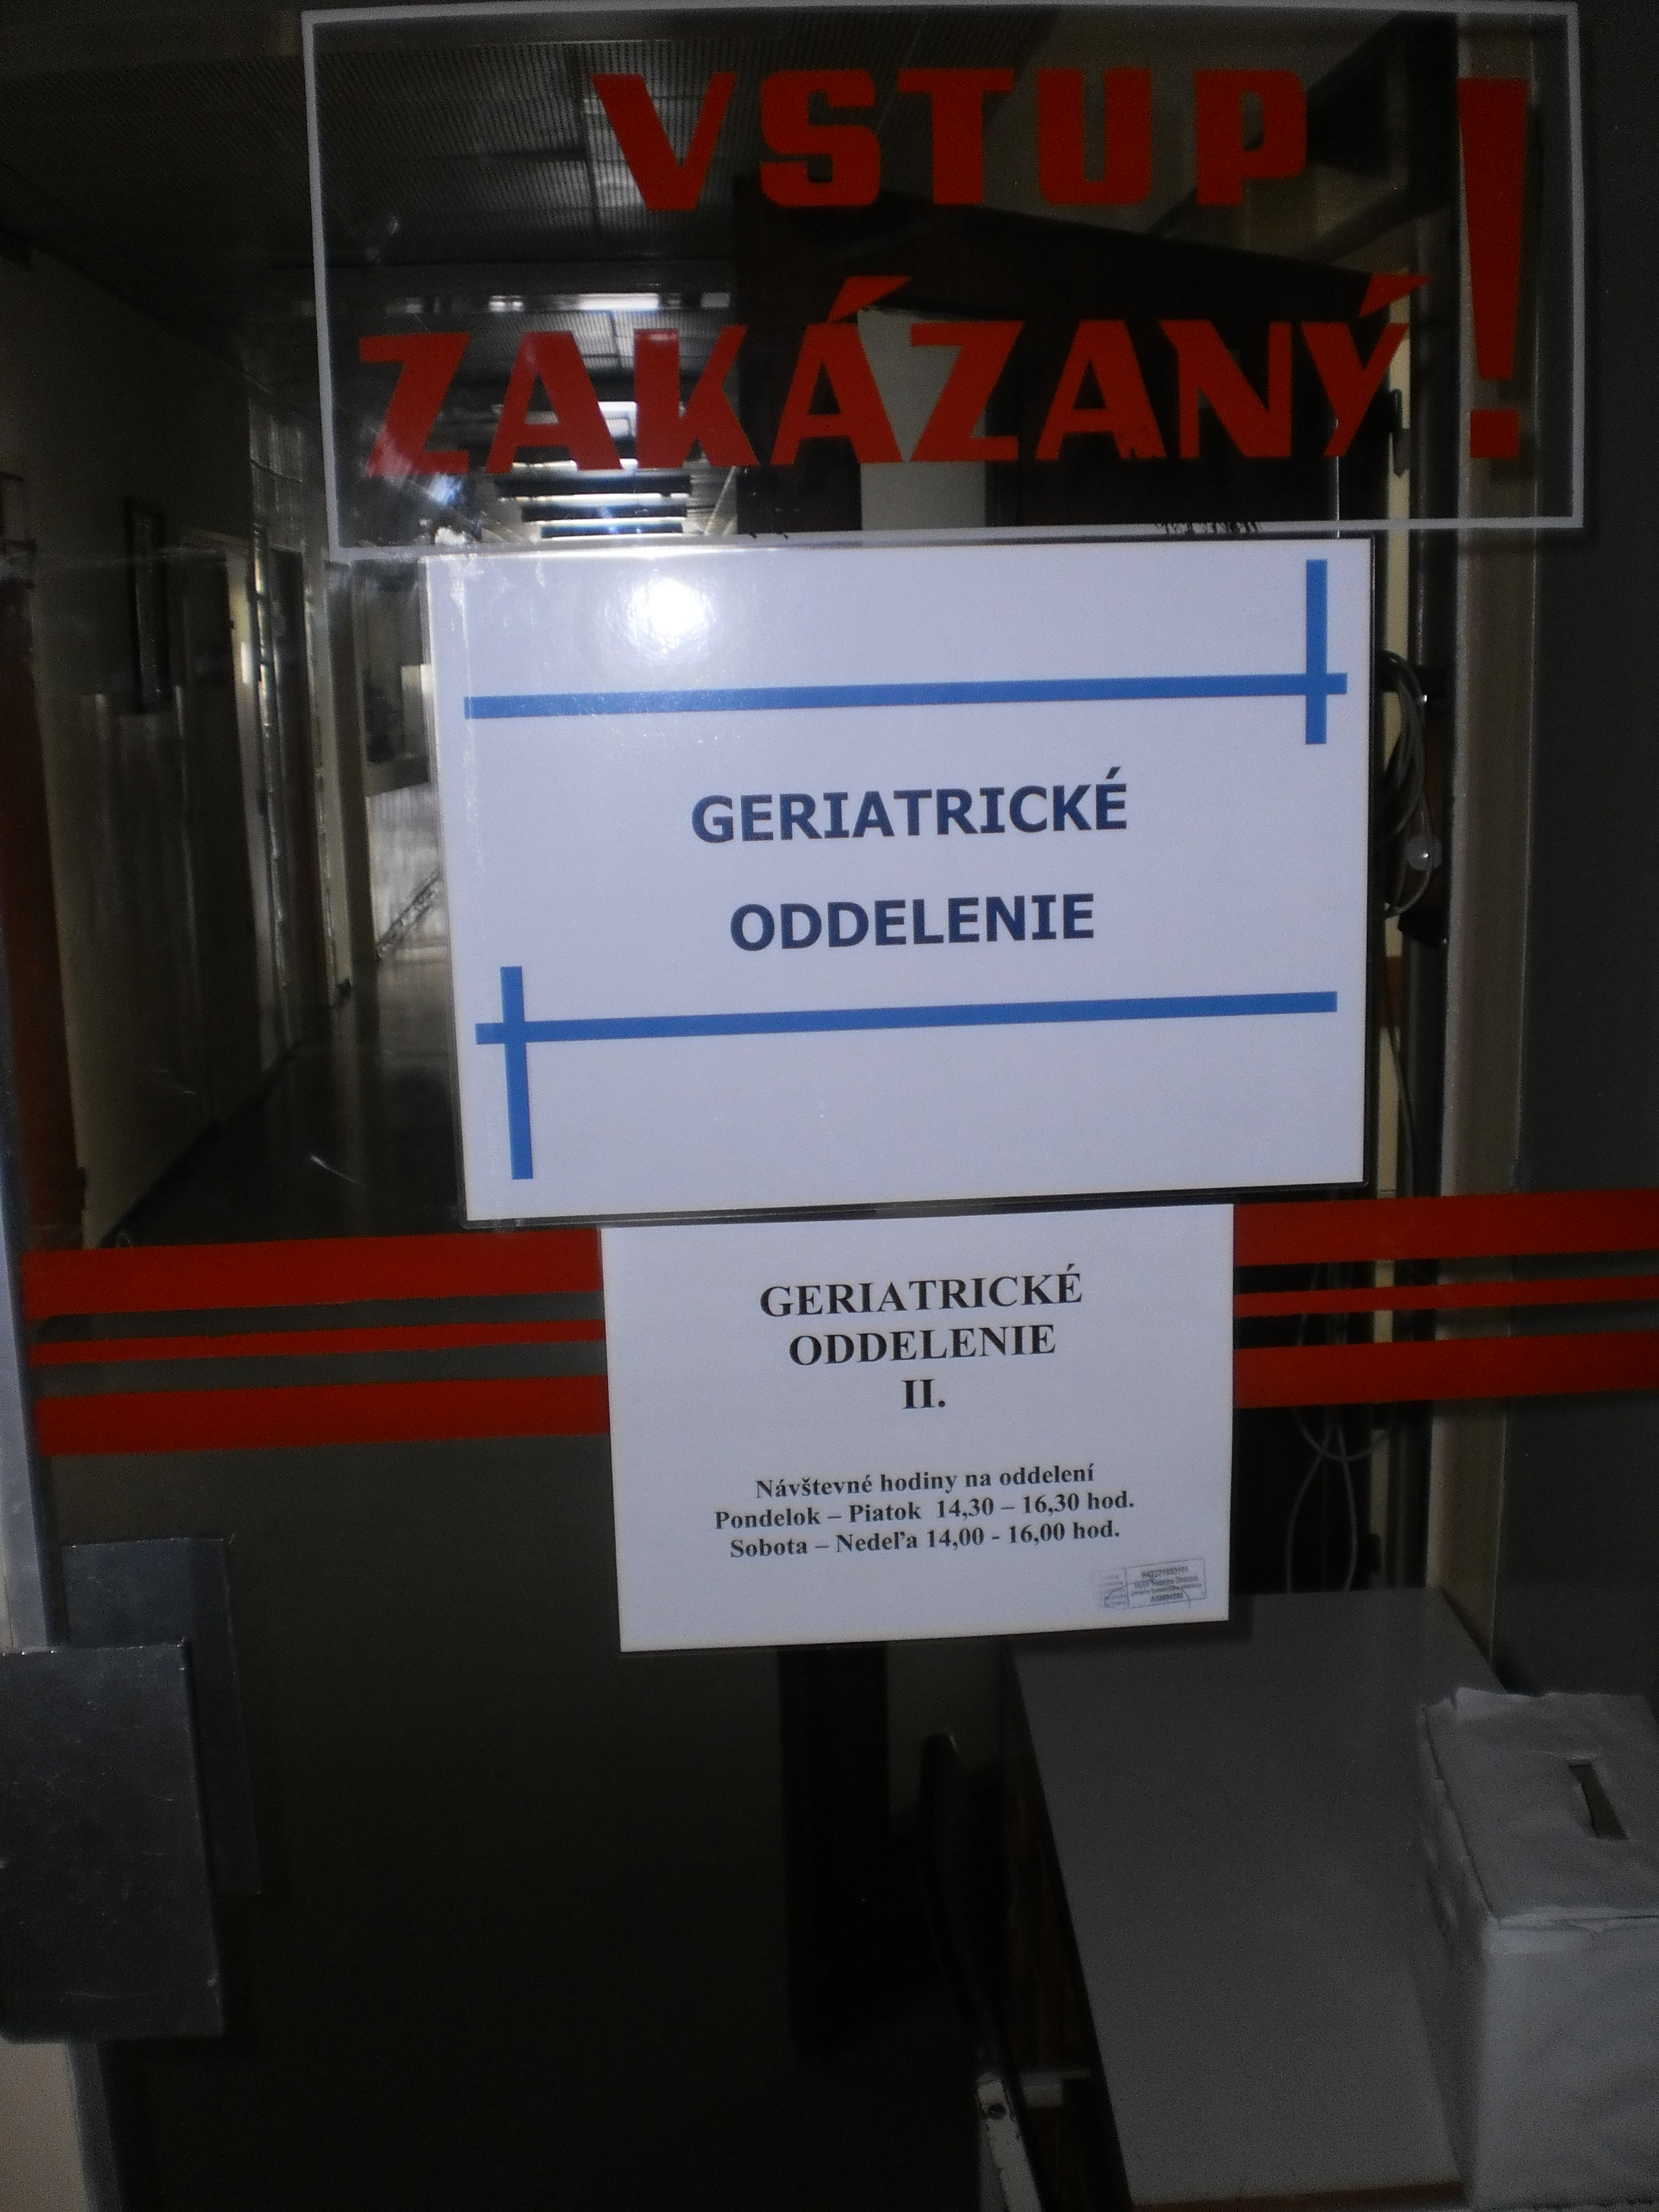 VSTUP
ZAKÁZANÝ!
GERIATRICKÉ
ODDELENIE
GERIATRICKÉ
ODDELENIE
II.
Návštevné hodiny na oddelení
Pondelok – Piatok 14,30 – 16,30 hod.
Sobota – Nedeľa 14,00 - 16,00 hod.